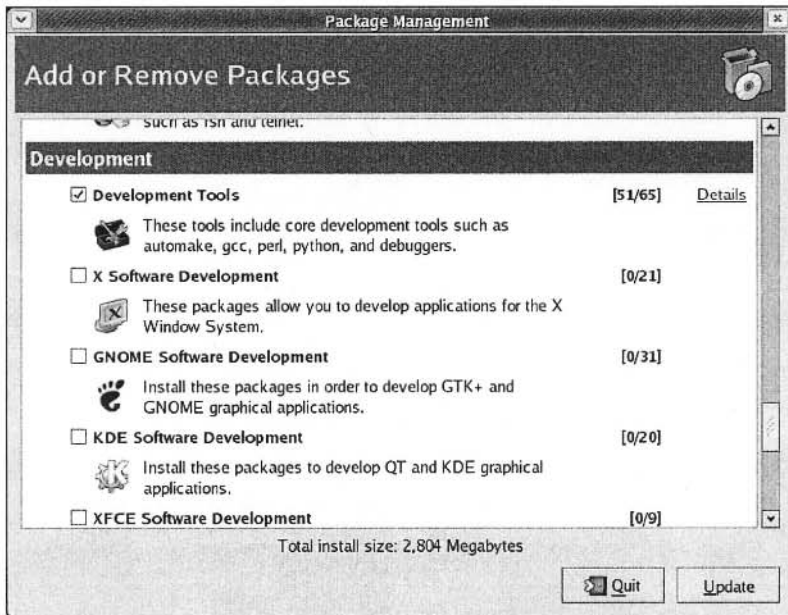 Package Management
Add or Remove Packages
such as rsh and telnet.
Development
Development Tools [51/65] Details
These tools include core development tools such as
automake, gcc, perl, python, and debuggers.
X Software Development [0/21]
These packages allow you to develop applications for the X
Window System.
GNOME Software Development [0/31]
Install these packages in order to develop GTK+ and
GNOME graphical applications.
KDE Software Development [0/20]
Install these packages to develop QT and KDE graphical
applications.
XFCE Software Development [0/9]
Total install size: 2,804 Megabytes
Quit Update